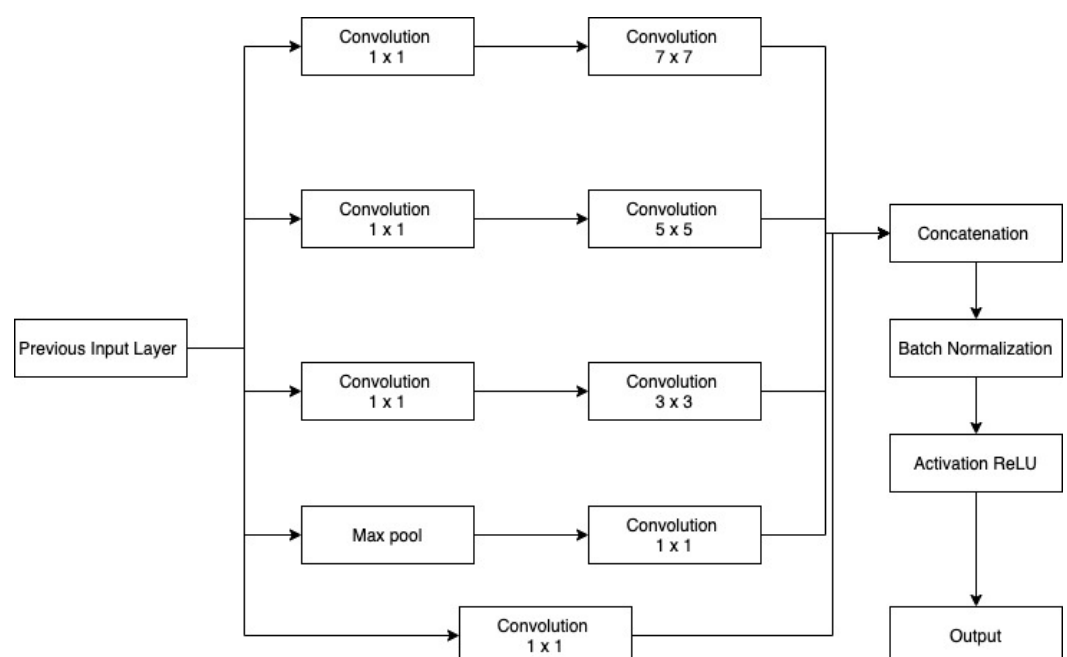 Convolution
1 x 1
Convolution
7 x 7
Convolution
1 x 1
Convolution
5 x 5
Concatenation
Previous Input Layer
Batch Normalization
Convolution
1 x 1
Convolution
3 x 3
Activation ReLU
Max pool
Convolution
1 x 1
Convolution
1 x 1
Output